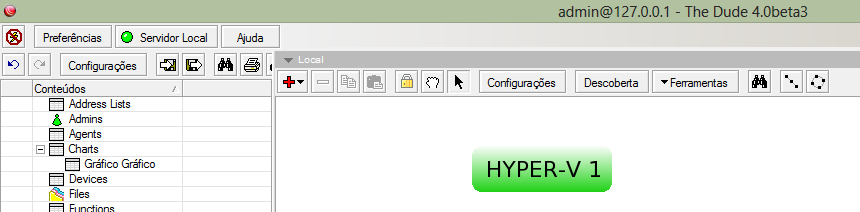 admin@127.0.0.1 - The Dude 4.0beta3
Preferências Servidor Local Ajuda
Configurações
Local
Configurações Descoberta Ferramentas
Conteúdos
Address Lists
Admins
Agents
Charts
Gráfico Gráfico
Devices
Files
Functions
HYPER-V 1